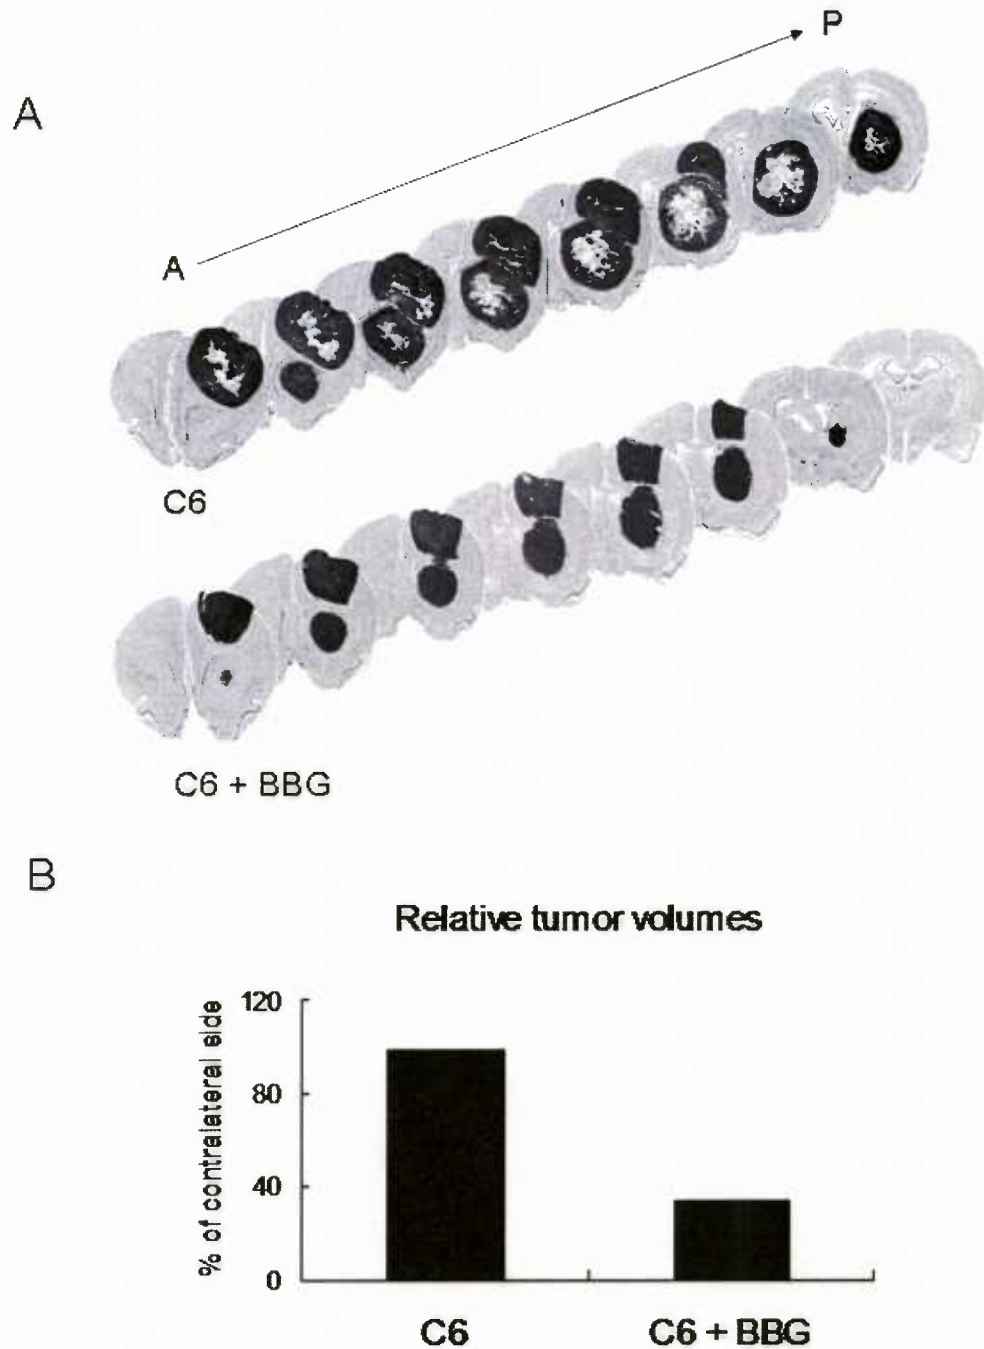 A
P
A
C6
C6 + BBG
B
Relative tumor volumes
% of contralateral side
120
80
40
0
C6
C6 + BBG